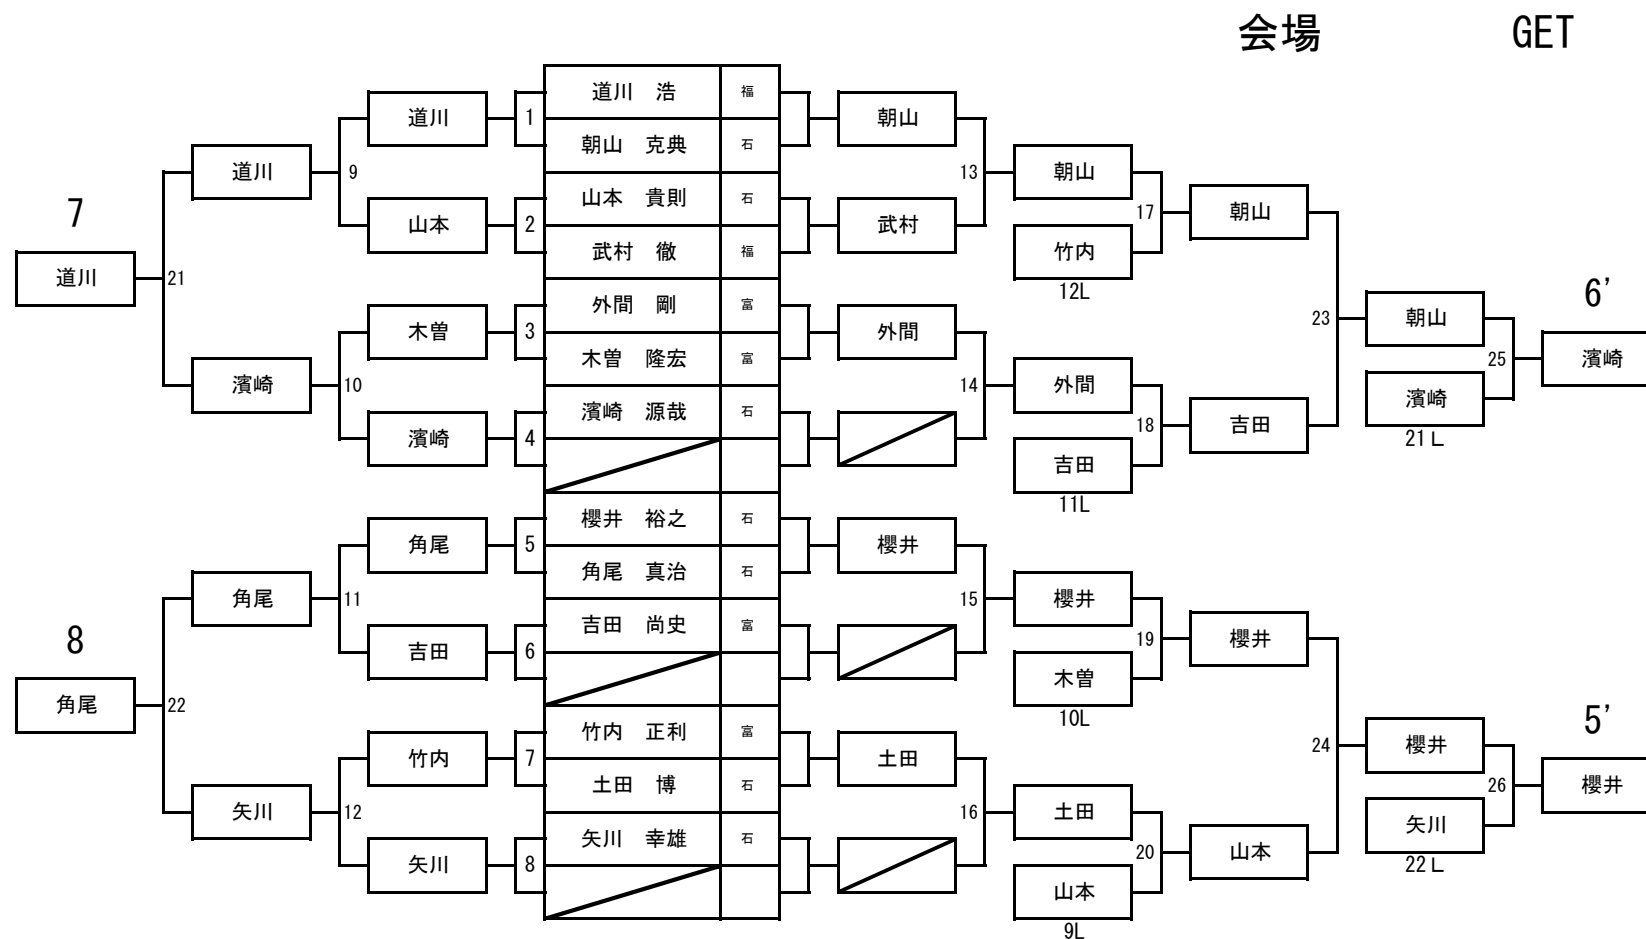 会場 GET
道川 浩 福
道川 1 朝山
朝山 克典 石
道川 9 13 朝山
山本 貴則 石
7 17 朝山
山本 2 武村
武村 徹 福 竹内
道川 21 12L
外間 剛 富 6'
23 朝山
木曽 3 外間
木曽 隆宏 富 25 濱崎
濱崎 10 14 外間
濱崎 源哉 石 濱崎
18 吉田
濱崎 4 21L
吉田
11L
櫻井 裕之 石
角尾 5 櫻井
角尾 真治 石
角尾 11 15 櫻井
吉田 尚史 富
8 19 櫻井
吉田 6
木曽
角尾 22 10L
竹内 正利 富 5'
24 櫻井
竹内 7 土田
土田 博 石 26 櫻井
矢川 12 16 土田
矢川 幸雄 石 矢川
20 山本
矢川 8 22L
山本
9L